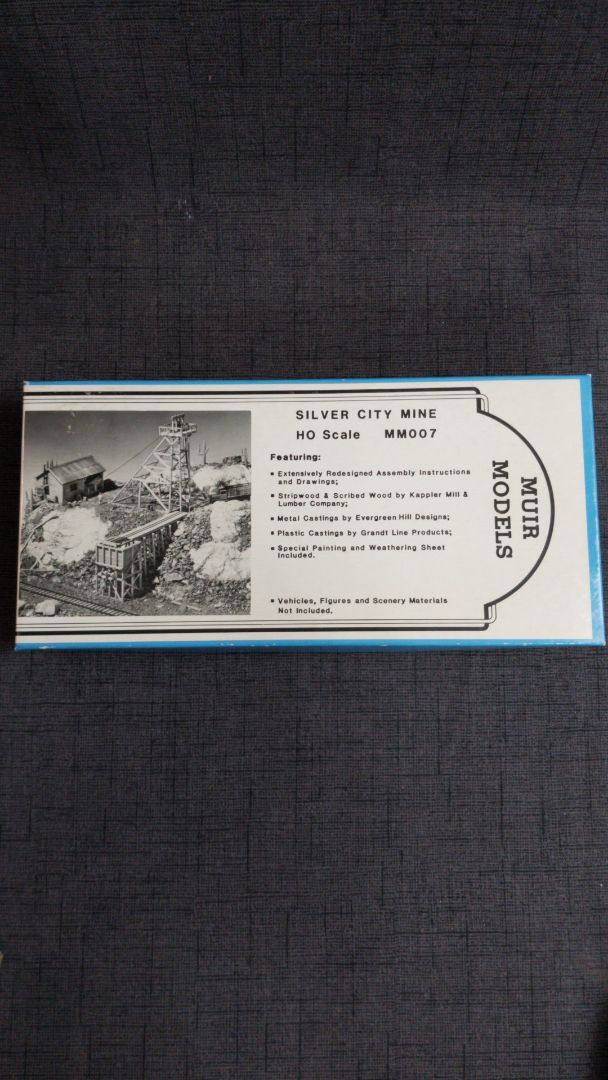 SILVER CITY MINE
HO Scale MM007
Featuring:
▪ Extensively Redesigned Assembly Instructions
and Drawings;
▪ Stripwood & Scribed Wood by Kappler Mill &
Lumber Company;
▪ Metal Castings by Evergreen Hill Designs;
▪ Plastic Castings by Grandt Line Products;
▪ Special Painting and Weathering Sheet
Included.
▪ Vehicles, Figures and Scenery Materials
Not Included.
MUIR
MODELS